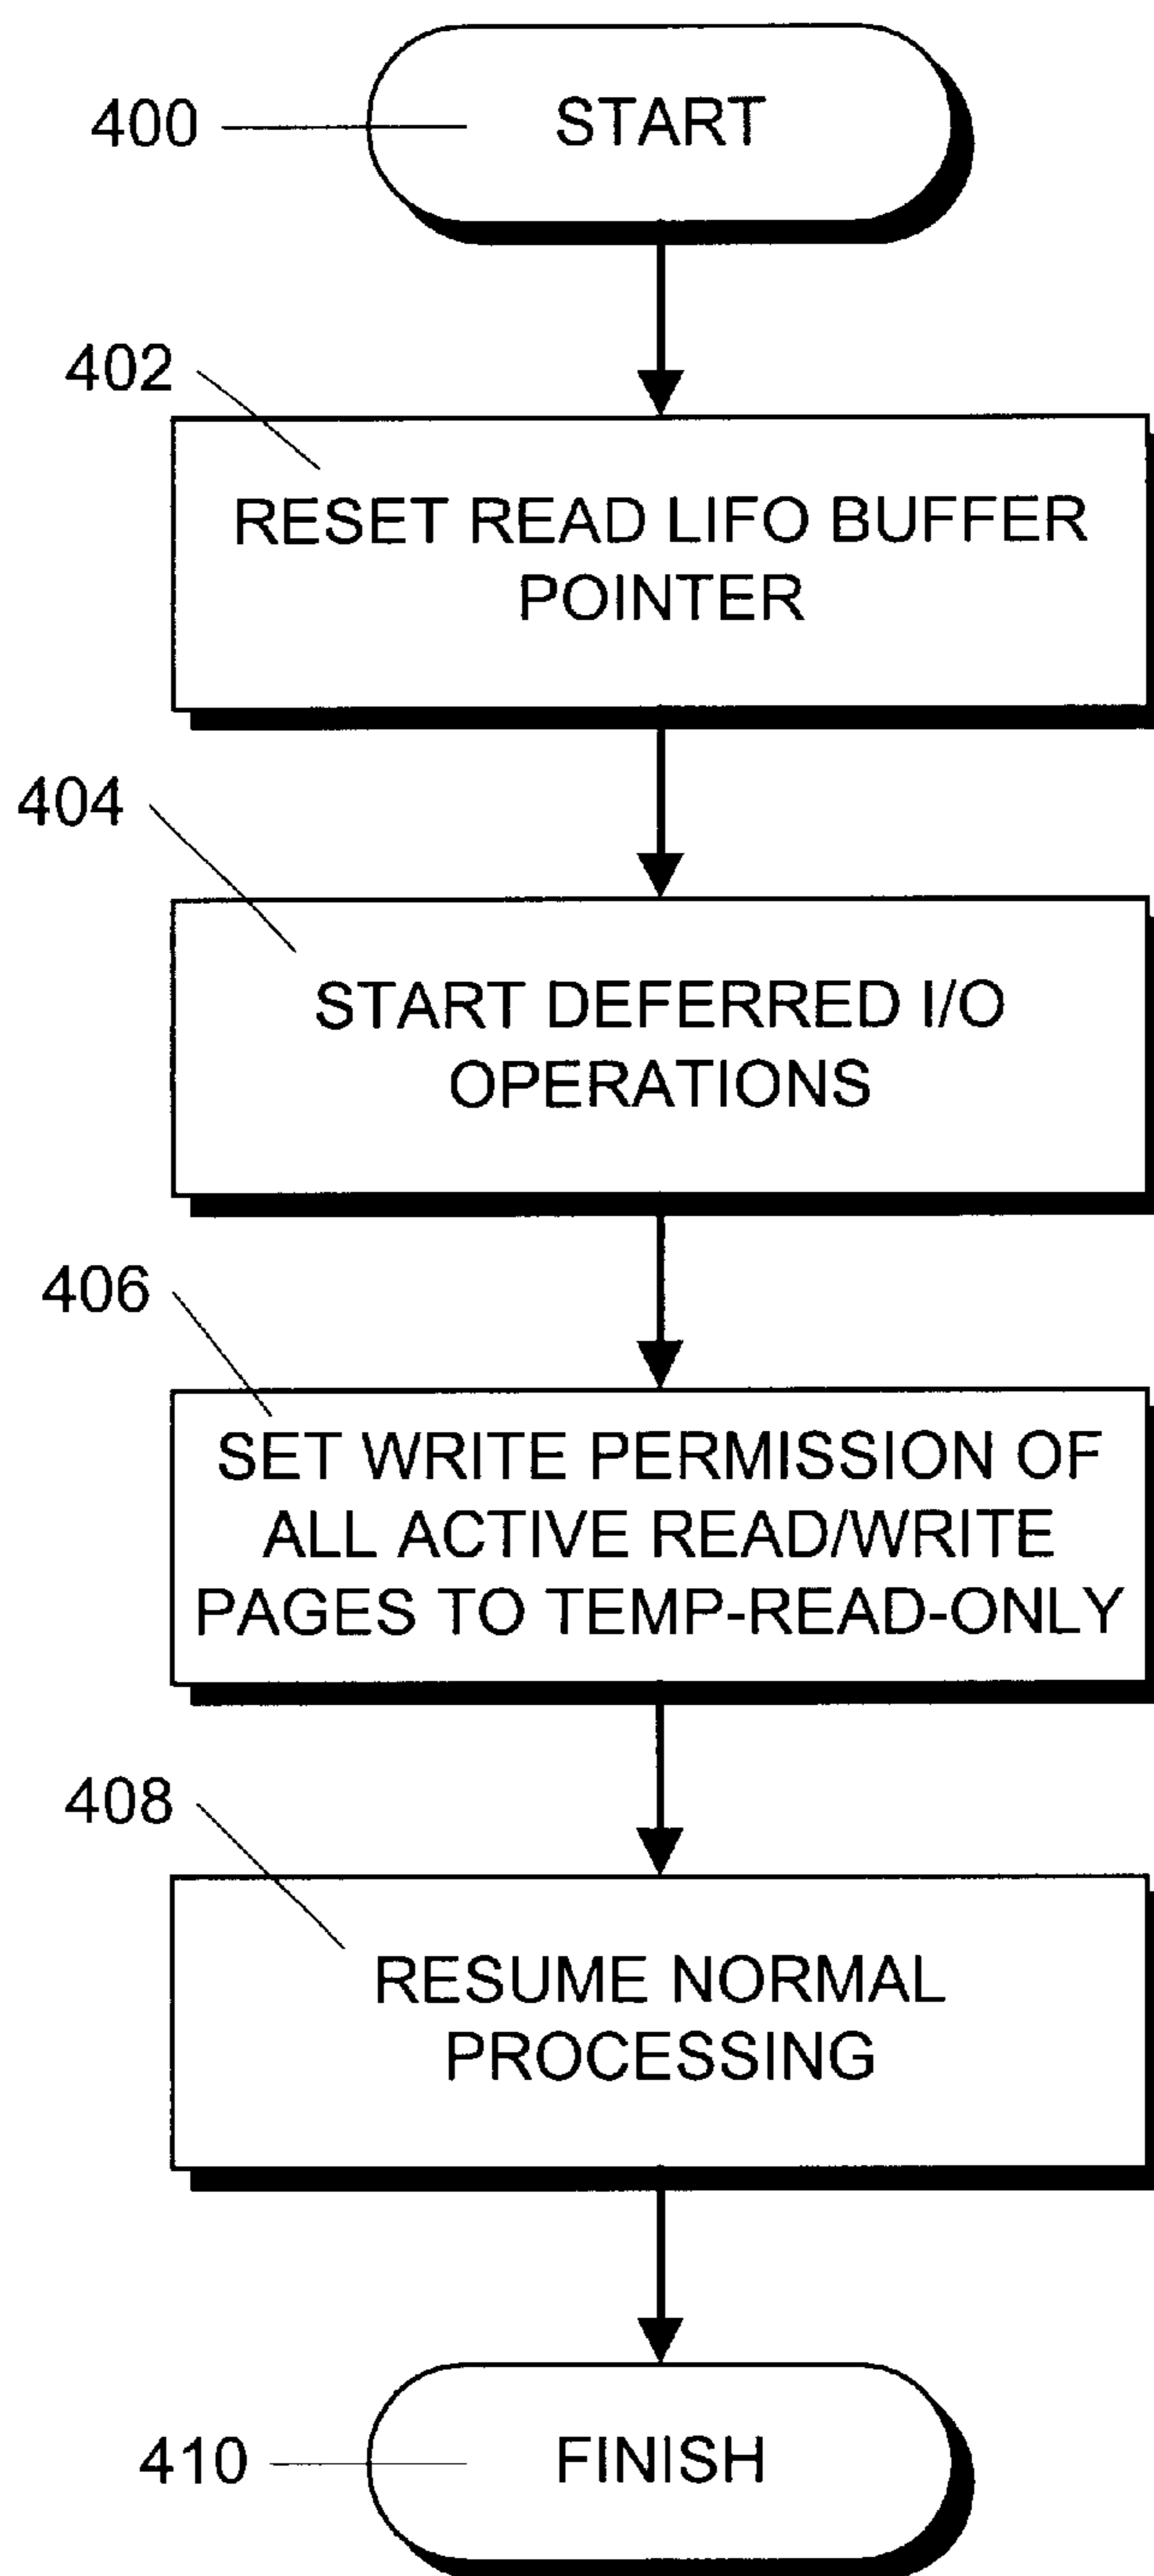 400
START
402
RESET READ LIFO BUFFER
POINTER
404
START DEFERRED I/O
OPERATIONS
406
SET WRITE PERMISSION OF
ALL ACTIVE READ/WRITE
PAGES TO TEMP-READ-ONLY
408
RESUME NORMAL
PROCESSING
410
FINISH